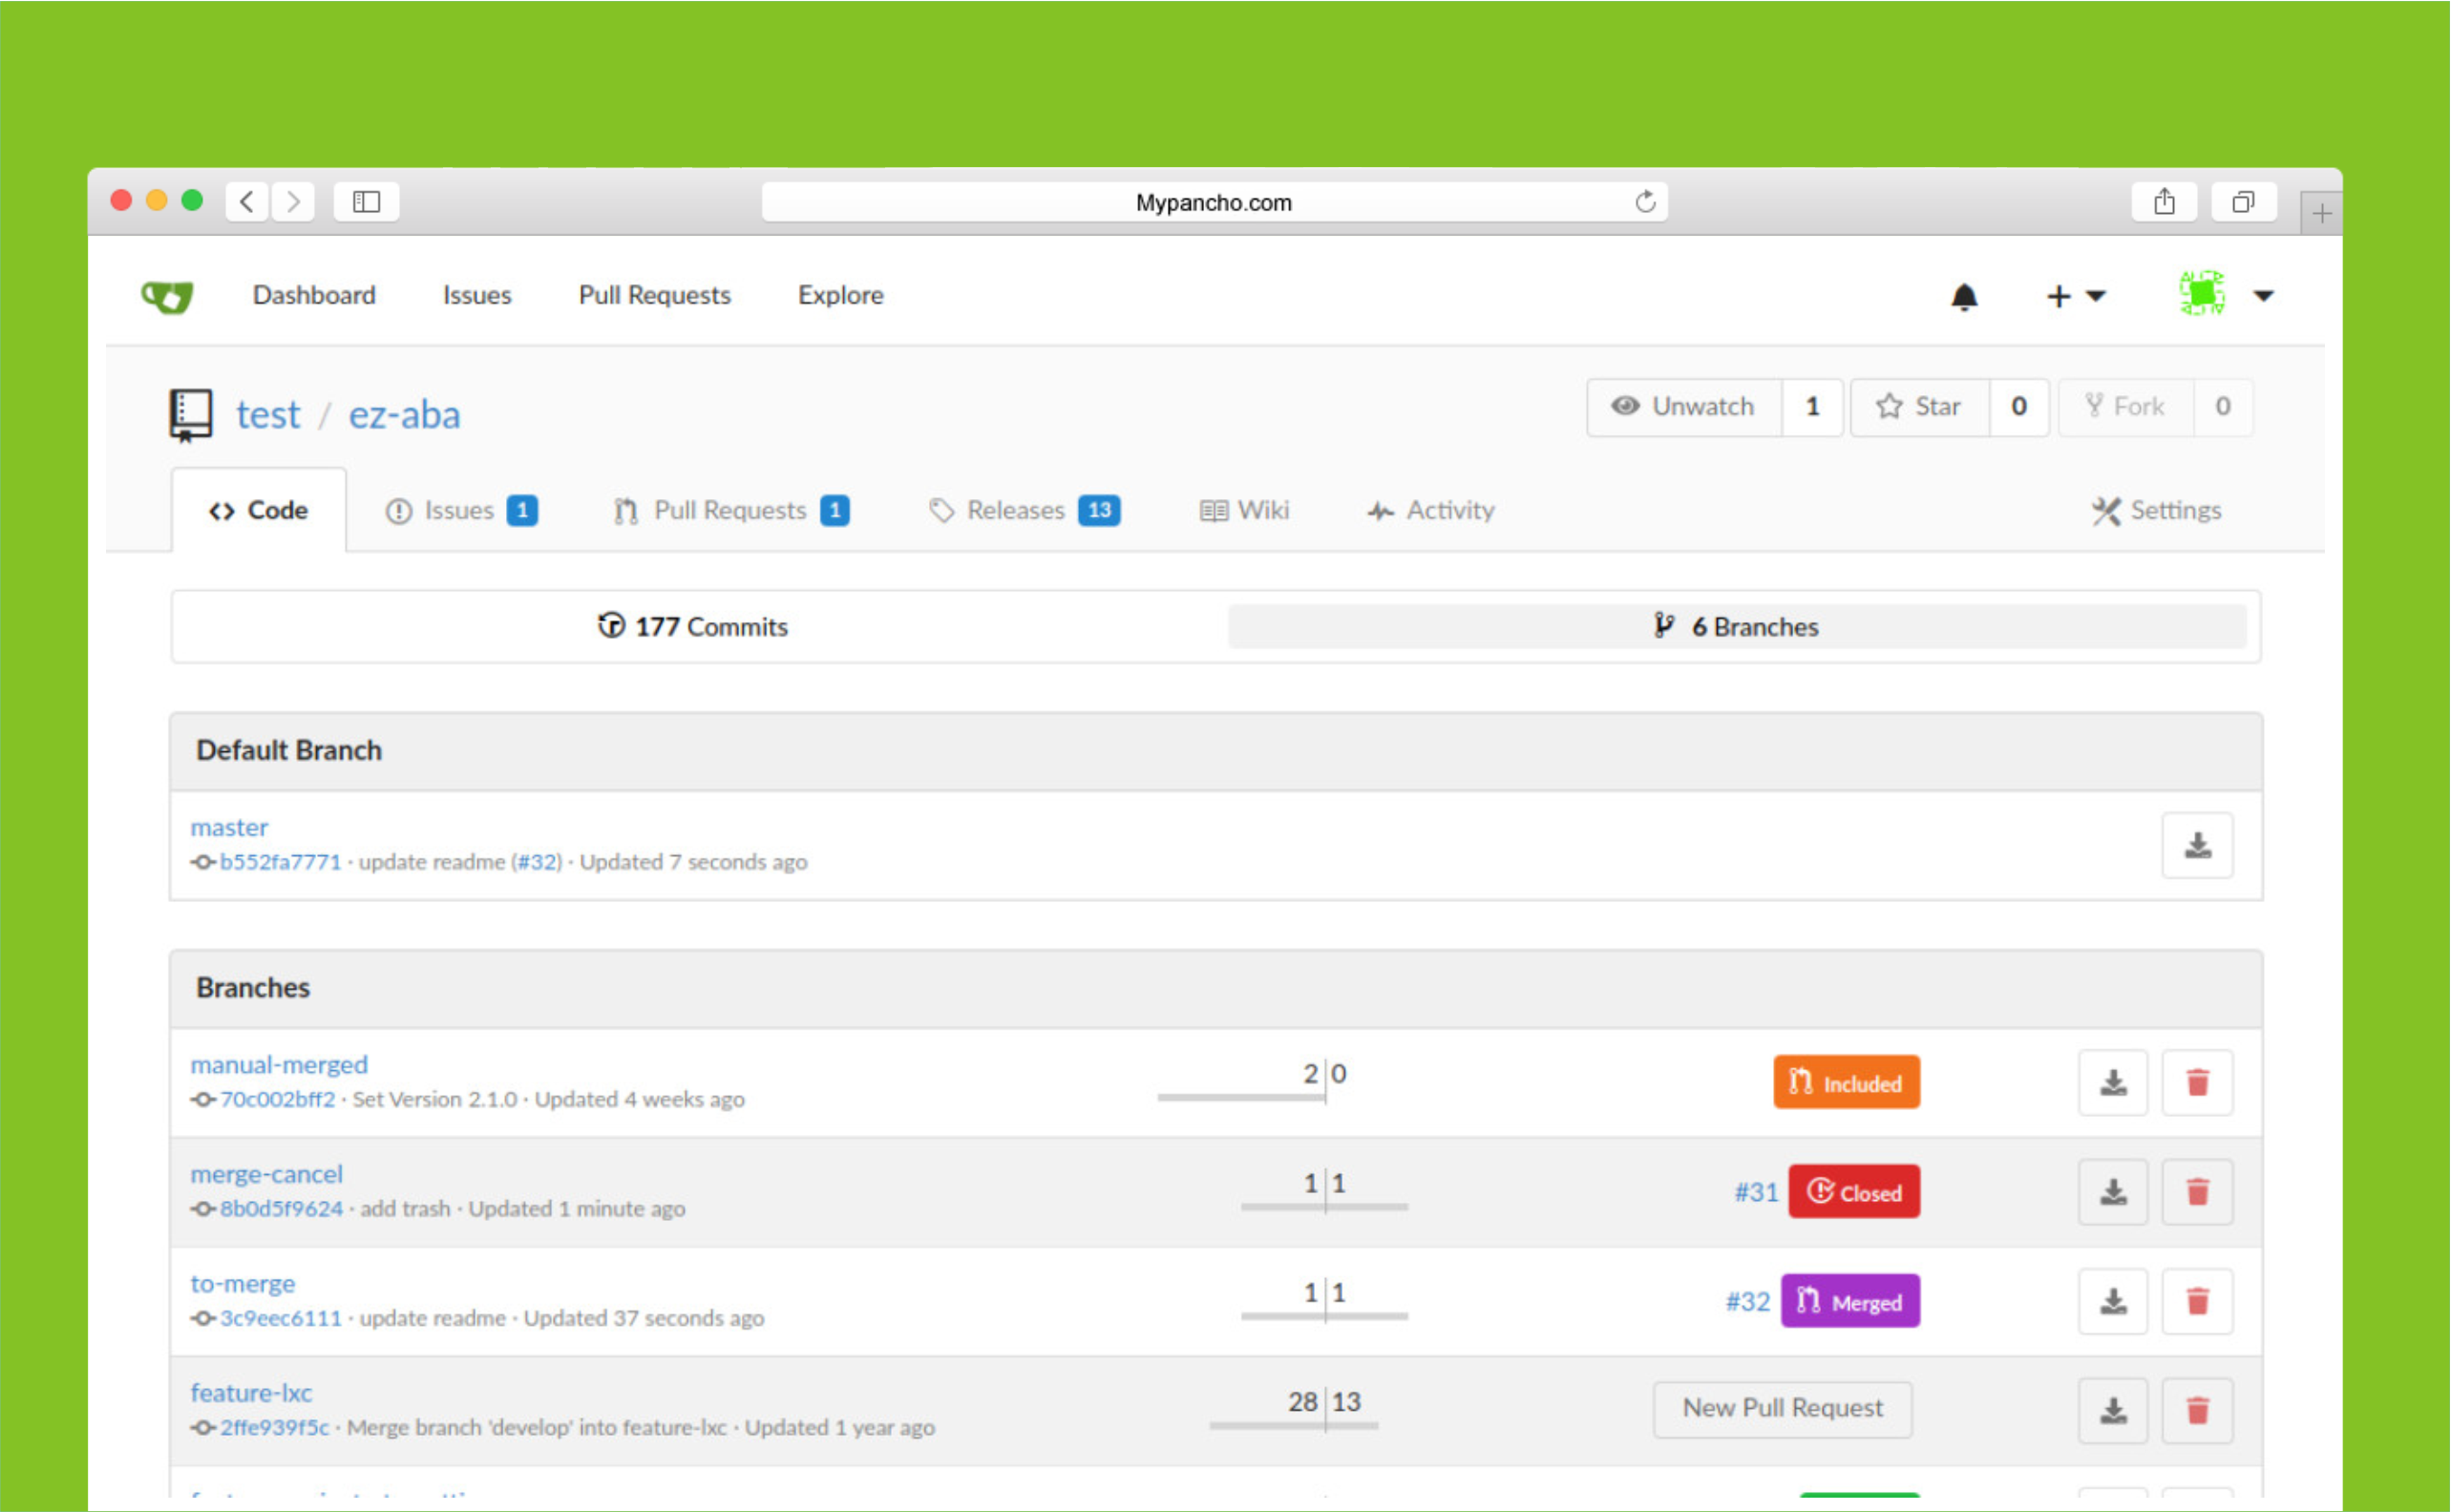 Mypancho.com
Dashboard Issues Pull Requests Explore
test / ez-aba
Unwatch 1 Star 0 Fork 0
Code Issues 1 Pull Requests 1 Releases 13 Wiki Activity Settings
177 Commits 6 Branches
Default Branch
master
b552fa7771 · update readme (#32) · Updated 7 seconds ago
Branches
manual-merged
70c002bff2 · Set Version 2.1.0 · Updated 4 weeks ago
2 | 0
Included
merge-cancel
8b0d5f9624 · add trash · Updated 1 minute ago
1 | 1
#31 Closed
to-merge
3c9eec6111 · update readme · Updated 37 seconds ago
1 | 1
#32 Merged
feature-lxc
2ffe939f5c · Merge branch 'develop' into feature-lxc · Updated 1 year ago
28 | 13
New Pull Request